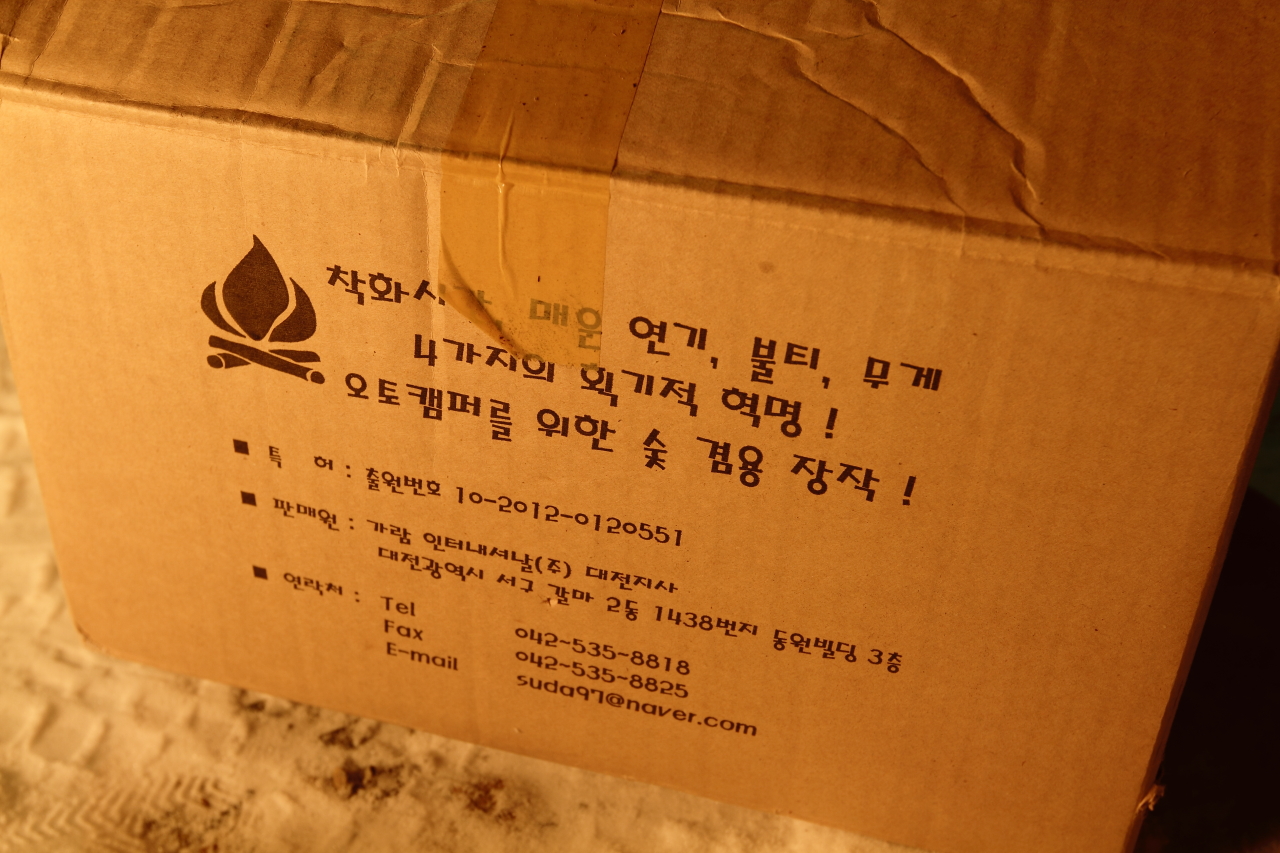 착화시간, 매운 연기, 불티, 무게
4가지의 획기적 혁명 !
오토캠퍼를 위한 숯 겸용 장작 !
■ 특 허 : 출원번호 10-2012-0120551
■ 판매원 : 가람 인터내셔날(주) 대전지사
대전광역시 서구 갈마 2동 1438번지 동원빌딩 3층
■ 연락처 : Tel 042-535-8818
Fax 042-535-8825
E-mail suda97@naver.com